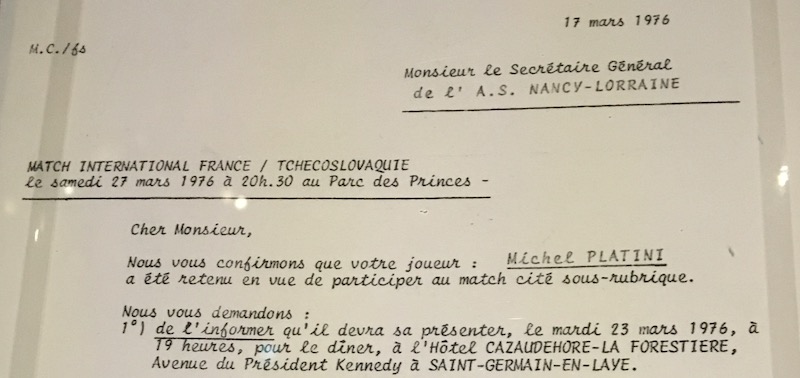 17 mars 1976
M.C./fs
Monsieur le Secrétaire Général
de l' A.S. NANCY-LORRAINE
MATCH INTERNATIONAL FRANCE / TCHECOSLOVAQUIE
le samedi 27 mars 1976 à 20h.30 au Parc des Princes -
Cher Monsieur,
Nous vous confirmons que votre joueur : Michel PLATINI
a été retenu en vue de participer au match cité sous-rubrique.
Nous vous demandons :
1°) de l'informer qu'il devra sa présenter, le mardi 23 mars 1976, à
19 heures, pour le dîner, à l'Hôtel CAZAUDEHORE-LA FORESTIERE,
Avenue du Président Kennedy à SAINT-GERMAIN-EN-LAYE.